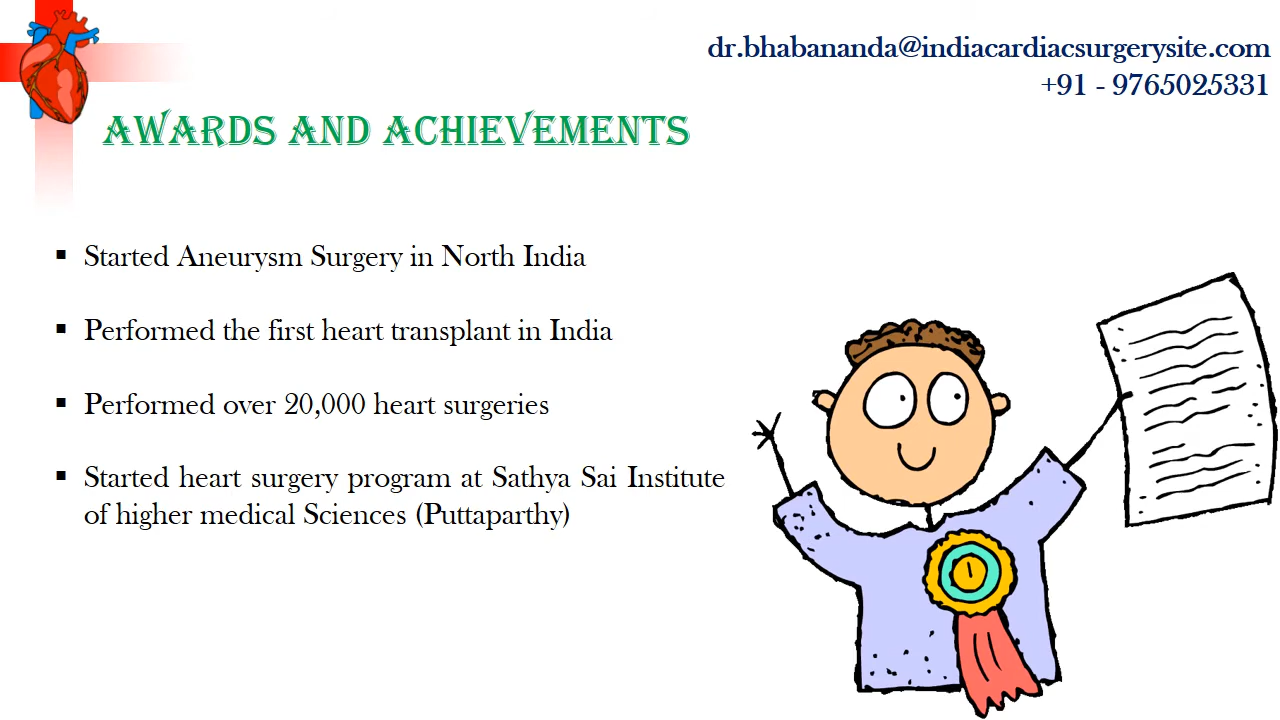 dr.bhabananda@indiacardiacsurgerysite.com
+91 - 9765025331
AWARDS AND ACHIEVEMENTS
▪ Started Aneurysm Surgery in North India
▪ Performed the first heart transplant in India
▪ Performed over 20,000 heart surgeries
▪ Started heart surgery program at Sathya Sai Institute
of higher medical Sciences (Puttaparthy)
1